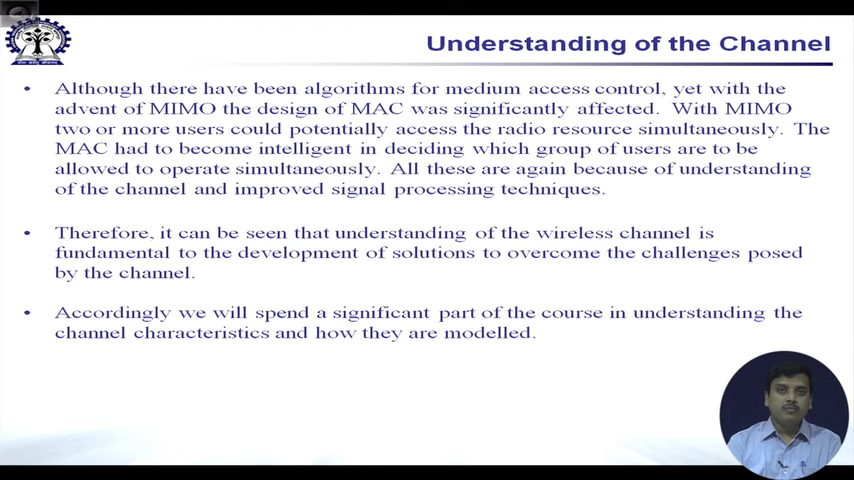 Understanding of the Channel
• Although there have been algorithms for medium access control, yet with the
advent of MIMO the design of MAC was significantly affected. With MIMO
two or more users could potentially access the radio resource simultaneously. The
MAC had to become intelligent in deciding which group of users are to be
allowed to operate simultaneously. All these are again because of understanding
of the channel and improved signal processing techniques.
• Therefore, it can be seen that understanding of the wireless channel is
fundamental to the development of solutions to overcome the challenges posed
by the channel.
• Accordingly we will spend a significant part of the course in understanding the
channel characteristics and how they are modelled.